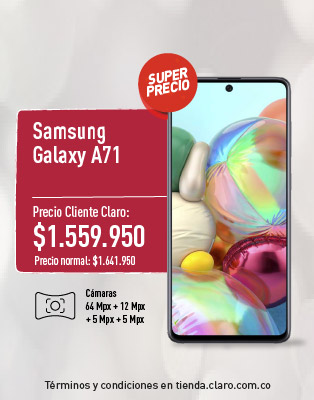 SUPER
PRECIO
Samsung
Galaxy A71
Precio Cliente Claro:
$1.559.950
Precio normal: $1.641.950
Cámaras
64 Mpx + 12 Mpx
+ 5 Mpx + 5 Mpx
Términos y condiciones en tienda.claro.com.co